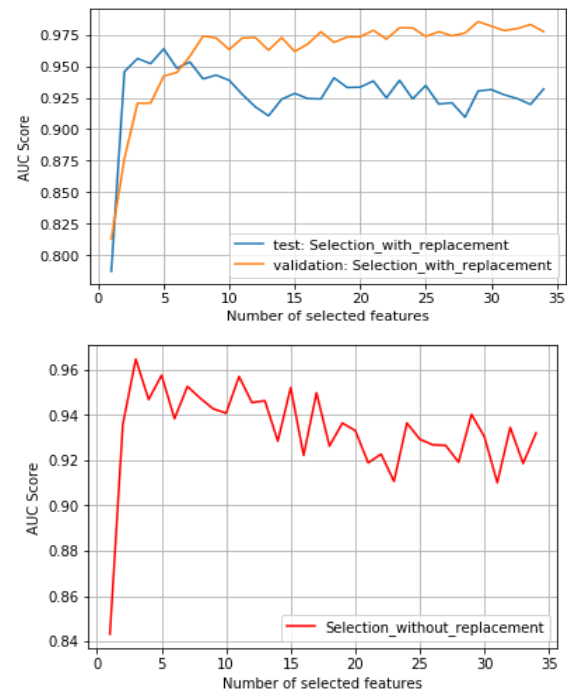 0.975
0.950
0.925
0.900
0.875
0.850
0.825
0.800
AUC Score
test: Selection_with_replacement
validation: Selection_with_replacement
0 5 10 15 20 25 30 35
Number of selected features
0.96
0.94
0.92
0.90
0.88
0.86
0.84
AUC Score
Selection_without_replacement
0 5 10 15 20 25 30 35
Number of selected features